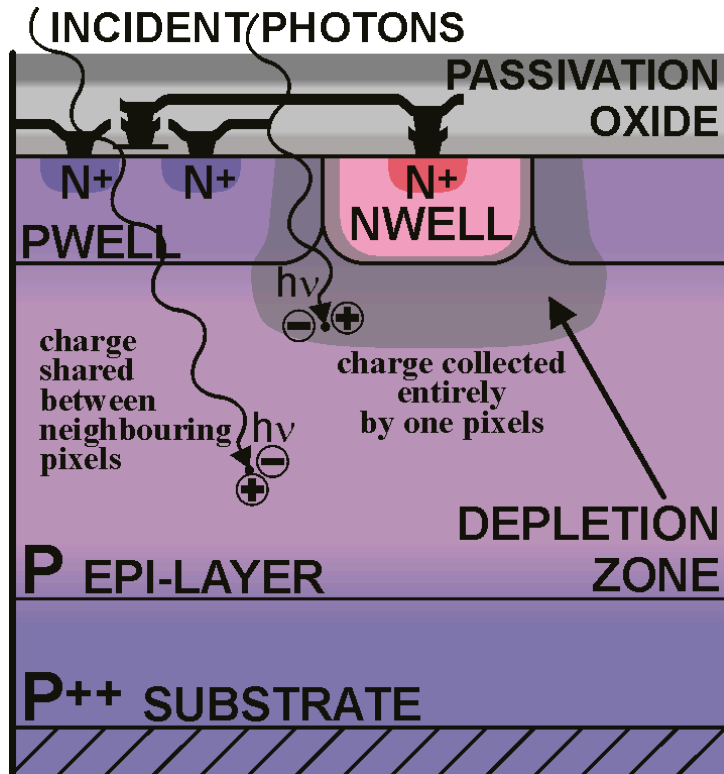 INCIDENT PHOTONS
PASSIVATION
OXIDE
N+
N+
N+
PWELL
NWELL
hν
− +
charge
shared
between
neighbouring
pixels
charge collected
entirely
by one pixels
hν
−
+
DEPLETION
ZONE
P EPI-LAYER
P++ SUBSTRATE